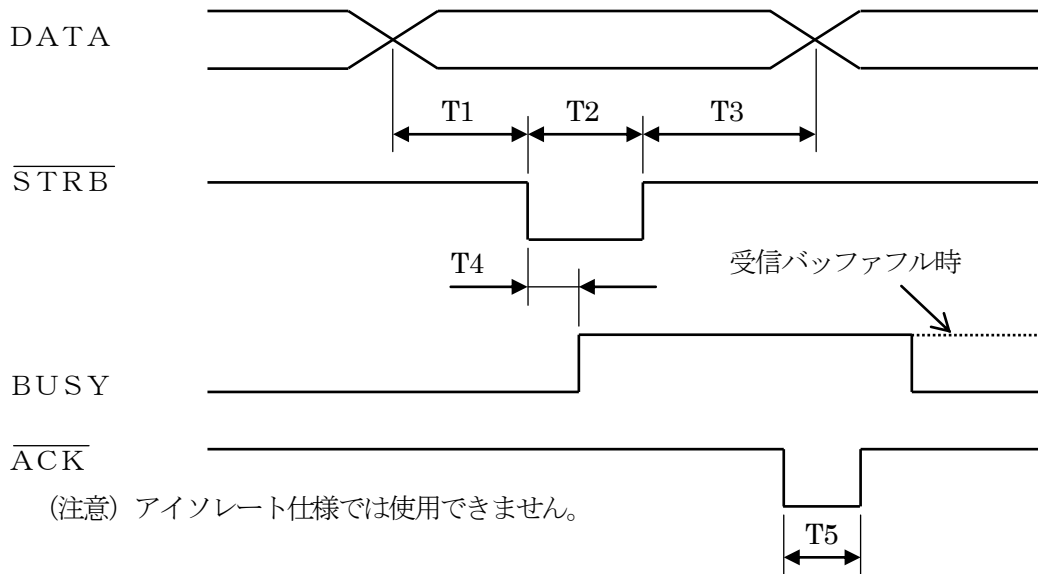 ＤＡＴＡ
T1 T2 T3
ＳＴＲＢ
T4
受信バッファフル時
ＢＵＳＹ
ＡＣＫ
（注意）アイソレート仕様では使用できません。
T5